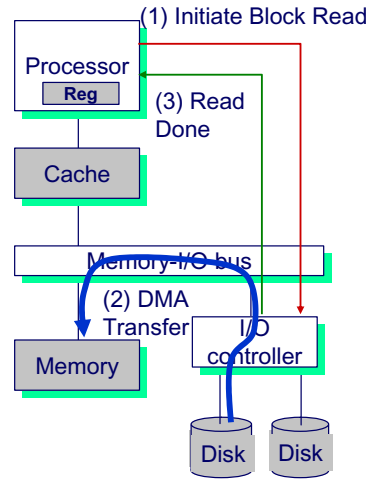 (1) Initiate Block Read
Processor
Reg
(3) Read
Done
Cache
Memory-I/O bus
(2) DMA
Transfer
I/O
controller
Memory
Disk
Disk